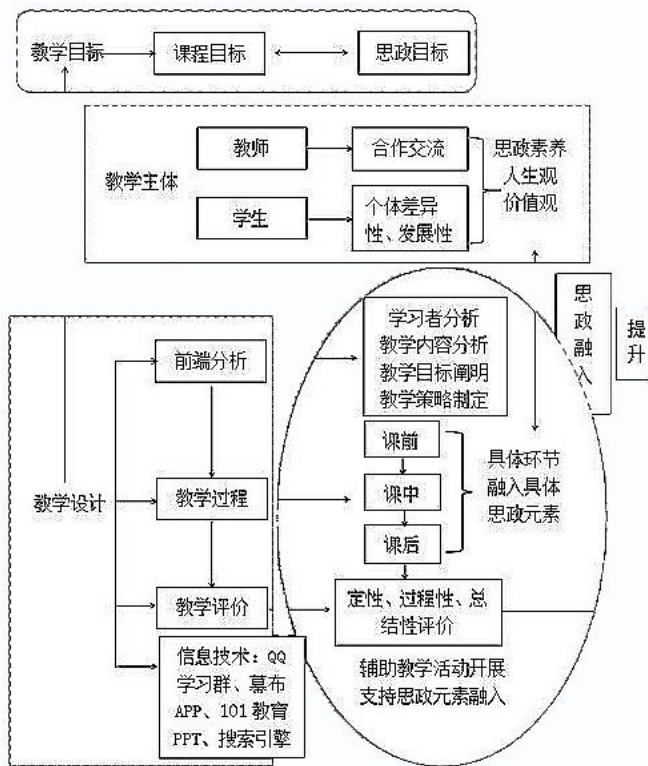 教学目标
课程目标
思政目标
教师
合作交流
思政素养
人生观
价值观
教学主体
学生
个体差异
性、发展性
思政融入
提升
学习者分析
教学内容分析
教学目标阐明
教学策略制定
前端分析
课前
具体环节
融入具体
思政元素
教学设计
教学过程
课中
课后
教学评价
定性、过程性、总
结性评价
信息技术：QQ
学习群、幕布
APP、101教育
PPT、搜索引擎
辅助教学活动开展
支持思政元素融入